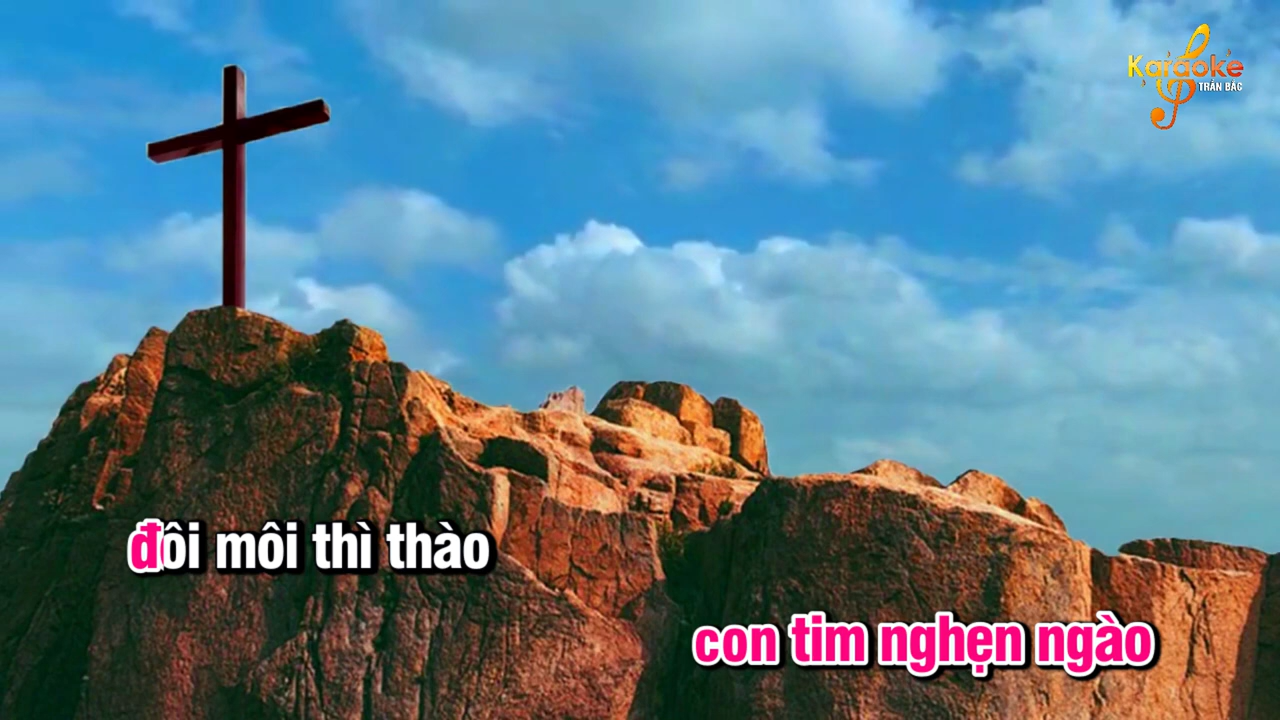 Karaoke
TRẦN BẮC
đôi môi thì thào
con tim nghẹn ngào